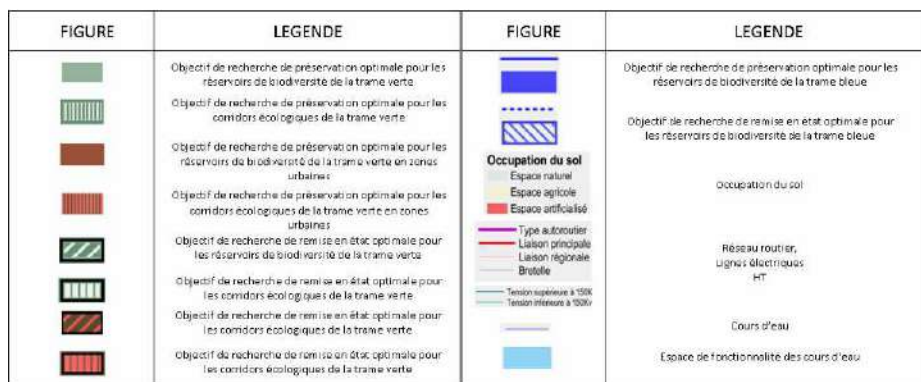 FIGURE
LEGENDE
Objectif de recherche de préservation optimale pour les
réservoirs de biodiversité de la trame verte
Objectif de recherche de préservation optimale pour les
corridors écologiques de la trame verte
Objectif de recherche de préservation optimale pour les
réservoirs de biodiversité de la trame verte en zones
urbaines
Objectif de recherche de préservation optimale pour les
corridors écologiques de la trame verte en zones
urbaines
Objectif de recherche de remise en état optimale pour
les réservoirs de biodiversité de la trame verte
Objectif de recherche de remise en état optimale pour
les corridors écologiques de la trame verte
Objectif de recherche de remise en état optimale pour
les corridors écologiques de la trame verte
Objectif de recherche de remise en état optimale pour
les corridors écologiques de la trame verte
FIGURE
LEGENDE
Objectif de recherche de préservation optimale pour les
réservoirs de biodiversité de la trame bleue
Objectif de recherche de remise en état optimale pour
les réservoirs de biodiversité de la trame bleue
Occupation du sol
Espace naturel
Espace agricole
Espace artificialisé
Occupation du sol
Type autoroutier
Liaison principale
Liaison régionale
Bretelle
Tension supérieure à 150K
Tension inférieure à 150Kv
Réseau routier,
Lignes électriques
HT
Cours d'eau
Espace de fonctionnalité des cours d'eau